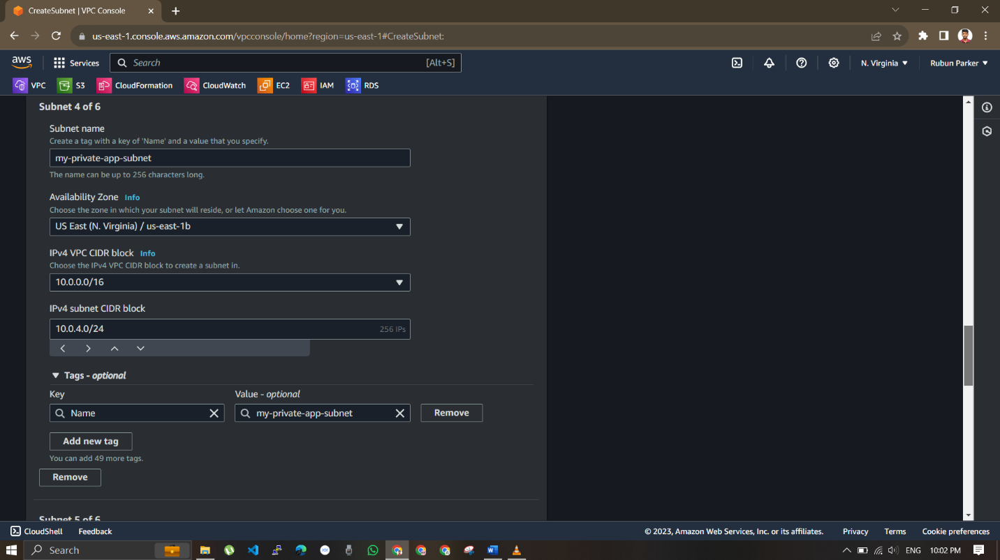 CreateSubnet | VPC Console
us-east-1.console.aws.amazon.com/vpcconsole/home?region=us-east-1#CreateSubnet:
aws Services Search [Alt+S] N. Virginia Rubun Parker
VPC S3 CloudFormation CloudWatch EC2 IAM RDS
Subnet 4 of 6
Subnet name
Create a tag with a key of 'Name' and a value that you specify.
my-private-app-subnet
The name can be up to 256 characters long.
Availability Zone Info
Choose the zone in which your subnet will reside, or let Amazon choose one for you.
US East (N. Virginia) / us-east-1b
IPv4 VPC CIDR block Info
Choose the IPv4 VPC CIDR block to create a subnet in.
10.0.0.0/16
IPv4 subnet CIDR block
10.0.4.0/24 256 IPs
Tags - optional
Key Value - optional
Name my-private-app-subnet Remove
Add new tag
You can add 49 more tags.
Remove
Subnet 5 of 6
CloudShell Feedback © 2023, Amazon Web Services, Inc. or its affiliates. Privacy Terms Cookie preferences
Search ENG 10:02 PM